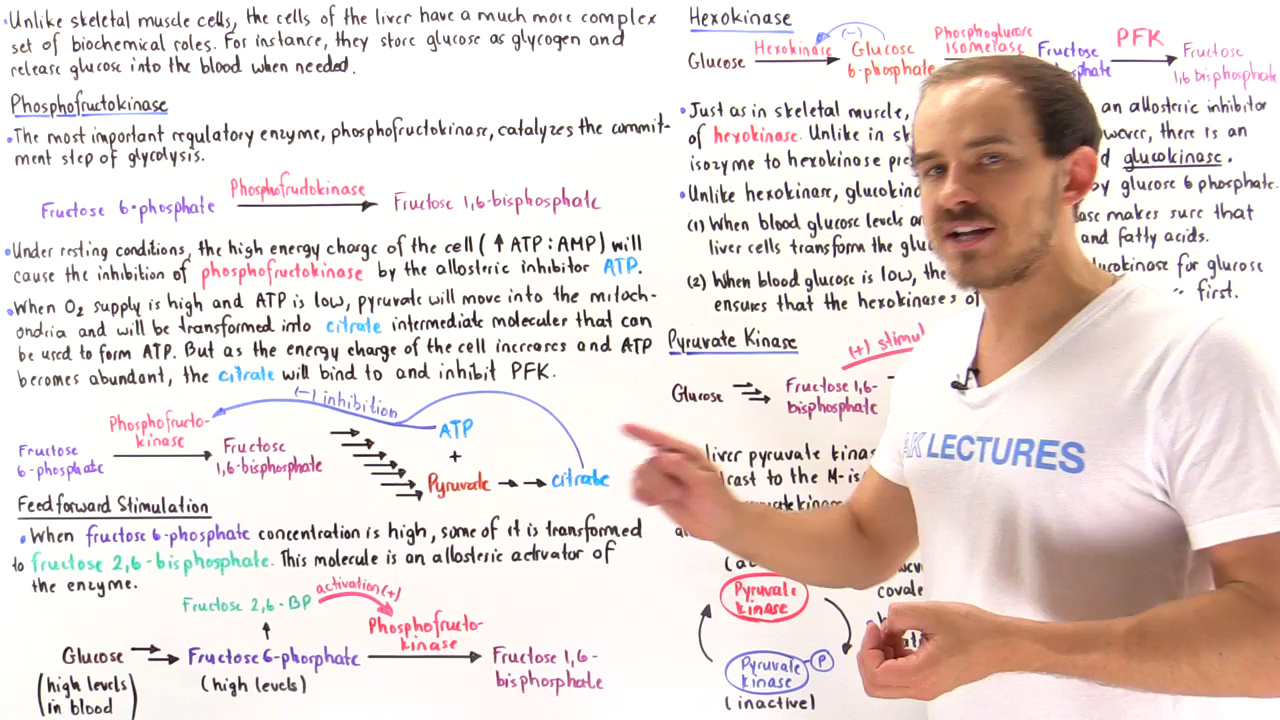 •Unlike skeletal muscle cells, the cells of the liver have a much more complex
set of biochemical roles. For instance, they store glucose as glycogen and
release glucose into the blood when needed.
Phosphofructokinase
•The most important regulatory enzyme, phosphofructokinase, catalyzes the commit-
ment step of glycolysis.
Phosphofructokinase
Fructose 6-phosphate
Fructose 1,6-bisphosphate
•Under resting conditions, the high energy charge of the cell (↑ATP:AMP) will
cause the inhibition of phosphofructokinase by the allosteric inhibitor ATP.
•When O2 supply is high and ATP is low, pyruvate will move into the mitoch-
ondria and will be transformed into citrate intermediate molecules that can
be used to form ATP. But as the energy charge of the cell increases and ATP
becomes abundant, the citrate will bind to and inhibit PFK.
(-) inhibition
Phosphofructo-
kinase
Fructose
6-phosphate
Fructose
1,6-bisphosphate
ATP
+
Pyruvate
citrate
Feedforward Stimulation
•When fructose 6-phosphate concentration is high, some of it is transformed
to fructose 2,6-bisphosphate. This molecule is an allosteric activator of
the enzyme.
Fructose 2,6-BP
activation (+)
Phosphofructo-
kinase
Glucose
(high levels
in blood)
Fructose 6-phosphate
(high levels)
Fructose 1,6-
bisphosphate
Hexokinase
Glucose
Hexokinase
(-)
Glucose
6-phosphate
Phosphoglucose
isomerase
Fructose
PFK
Fructose
1,6 bisphosphate
•Just as in skeletal muscle, an allosteric inhibitor
of hexokinase. Unlike in there is an
isozyme to hexokinase glucokinase.
•Unlike hexokinase, by glucose 6 phosphate.
(1) When blood glucose levels makes sure that
liver cells transform the and fatty acids.
(2) When blood glucose is low, the for glucose
ensures that the hexokinases of first.
Pyruvate Kinase
(+)
Glucose
Fructose 1,6-
bisphosphate
liver pyruvate
to the
Pyruvate
kinase
Pyruvate
kinase
P
(inactive)
LECTURES